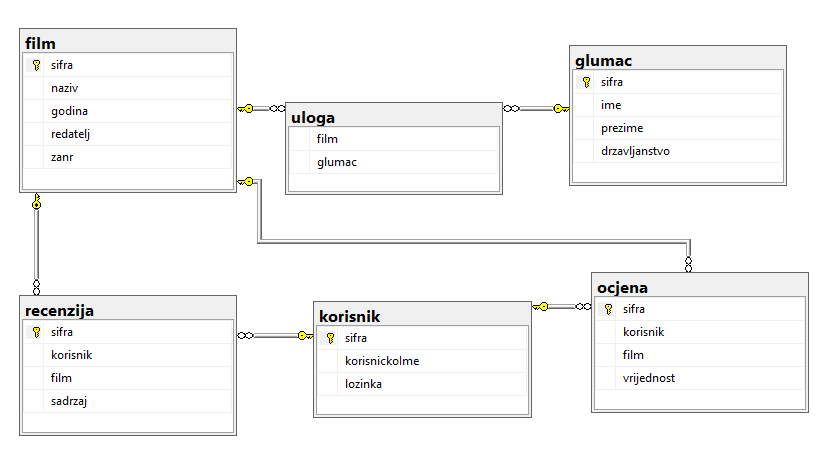 film
sifra
naziv
godina
redatelj
zanr
uloga
film
glumac
glumac
sifra
ime
prezime
drzavljanstvo
recenzija
sifra
korisnik
film
sadrzaj
korisnik
sifra
korisnickoIme
lozinka
ocjena
sifra
korisnik
film
vrijednost